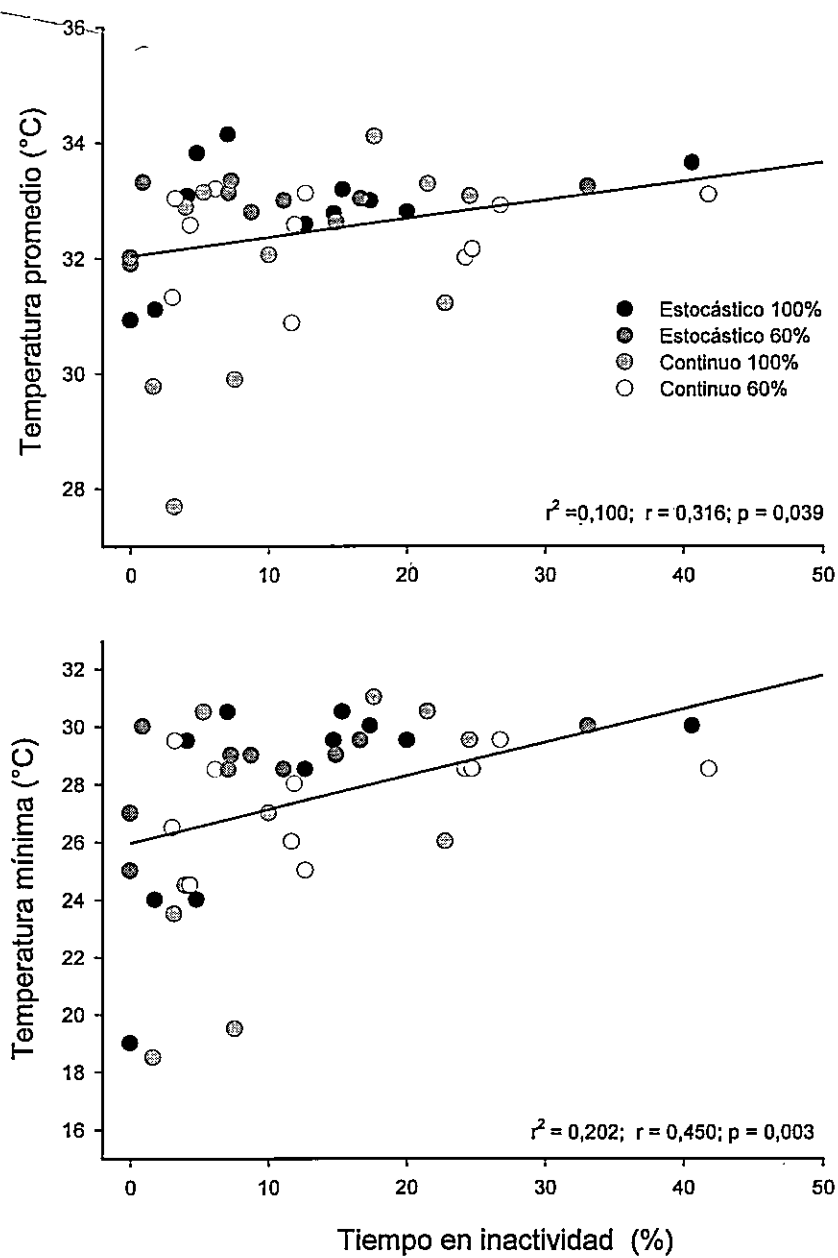 36
34
32
30
28
Temperatura promedio (°C)
Estocástico 100%
Estocástico 60%
Continuo 100%
Continuo 60%
r² =0,100; r = 0,316; p = 0,039
0 10 20 30 40 50
32
30
28
26
24
22
20
18
16
Temperatura mínima (°C)
r² = 0,202; r = 0,450; p = 0,003
0 10 20 30 40 50
Tiempo en inactividad (%)